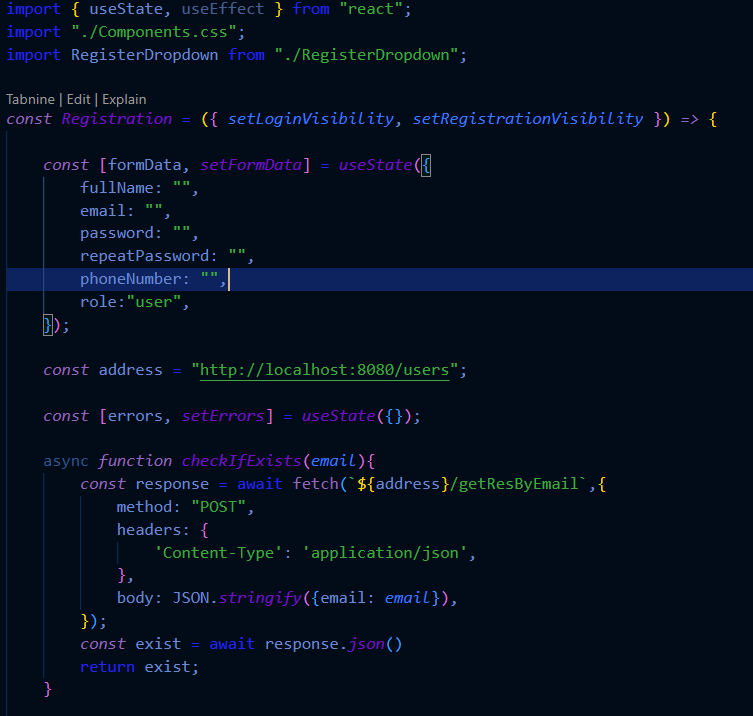 import { useState, useEffect } from "react";
import "./Components.css";
import RegisterDropdown from "./RegisterDropdown";
Tabnine | Edit | Explain
const Registration = ({ setLoginVisibility, setRegistrationVisibility }) => {
const [formData, setFormData] = useState({
fullName: "",
email: "",
password: "",
repeatPassword: "",
phoneNumber: "",
role:"user",
});
const address = "http://localhost:8080/users";
const [errors, setErrors] = useState({});
async function checkIfExists(email){
const response = await fetch(`${address}/getResByEmail`,{
method: "POST",
headers: {
'Content-Type': 'application/json',
},
body: JSON.stringify({email: email}),
});
const exist = await response.json()
return exist;
}